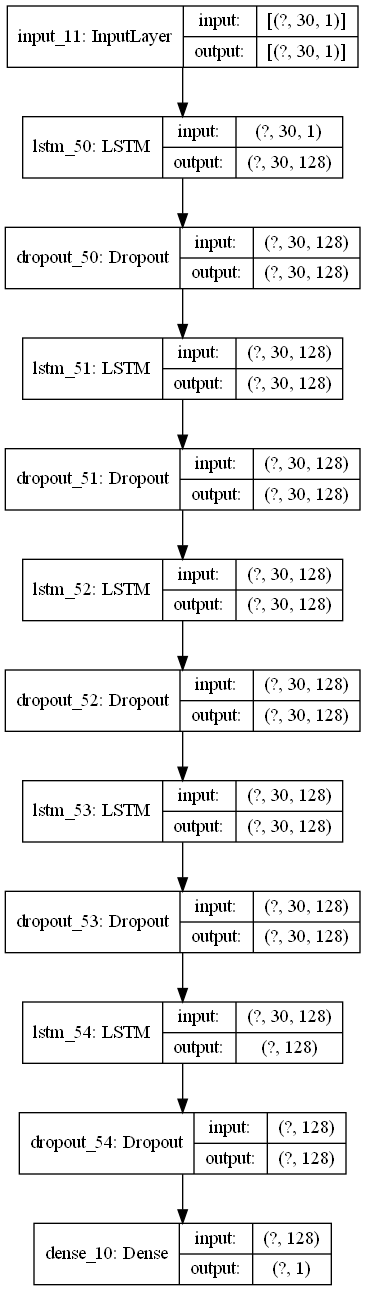 input_11: InputLayer
input:
[(?, 30, 1)]
output:
[(?, 30, 1)]
lstm_50: LSTM
input:
(?, 30, 1)
output:
(?, 30, 128)
dropout_50: Dropout
input:
(?, 30, 128)
output:
(?, 30, 128)
lstm_51: LSTM
input:
(?, 30, 128)
output:
(?, 30, 128)
dropout_51: Dropout
input:
(?, 30, 128)
output:
(?, 30, 128)
lstm_52: LSTM
input:
(?, 30, 128)
output:
(?, 30, 128)
dropout_52: Dropout
input:
(?, 30, 128)
output:
(?, 30, 128)
lstm_53: LSTM
input:
(?, 30, 128)
output:
(?, 30, 128)
dropout_53: Dropout
input:
(?, 30, 128)
output:
(?, 30, 128)
lstm_54: LSTM
input:
(?, 30, 128)
output:
(?, 128)
dropout_54: Dropout
input:
(?, 128)
output:
(?, 128)
dense_10: Dense
input:
(?, 128)
output:
(?, 1)